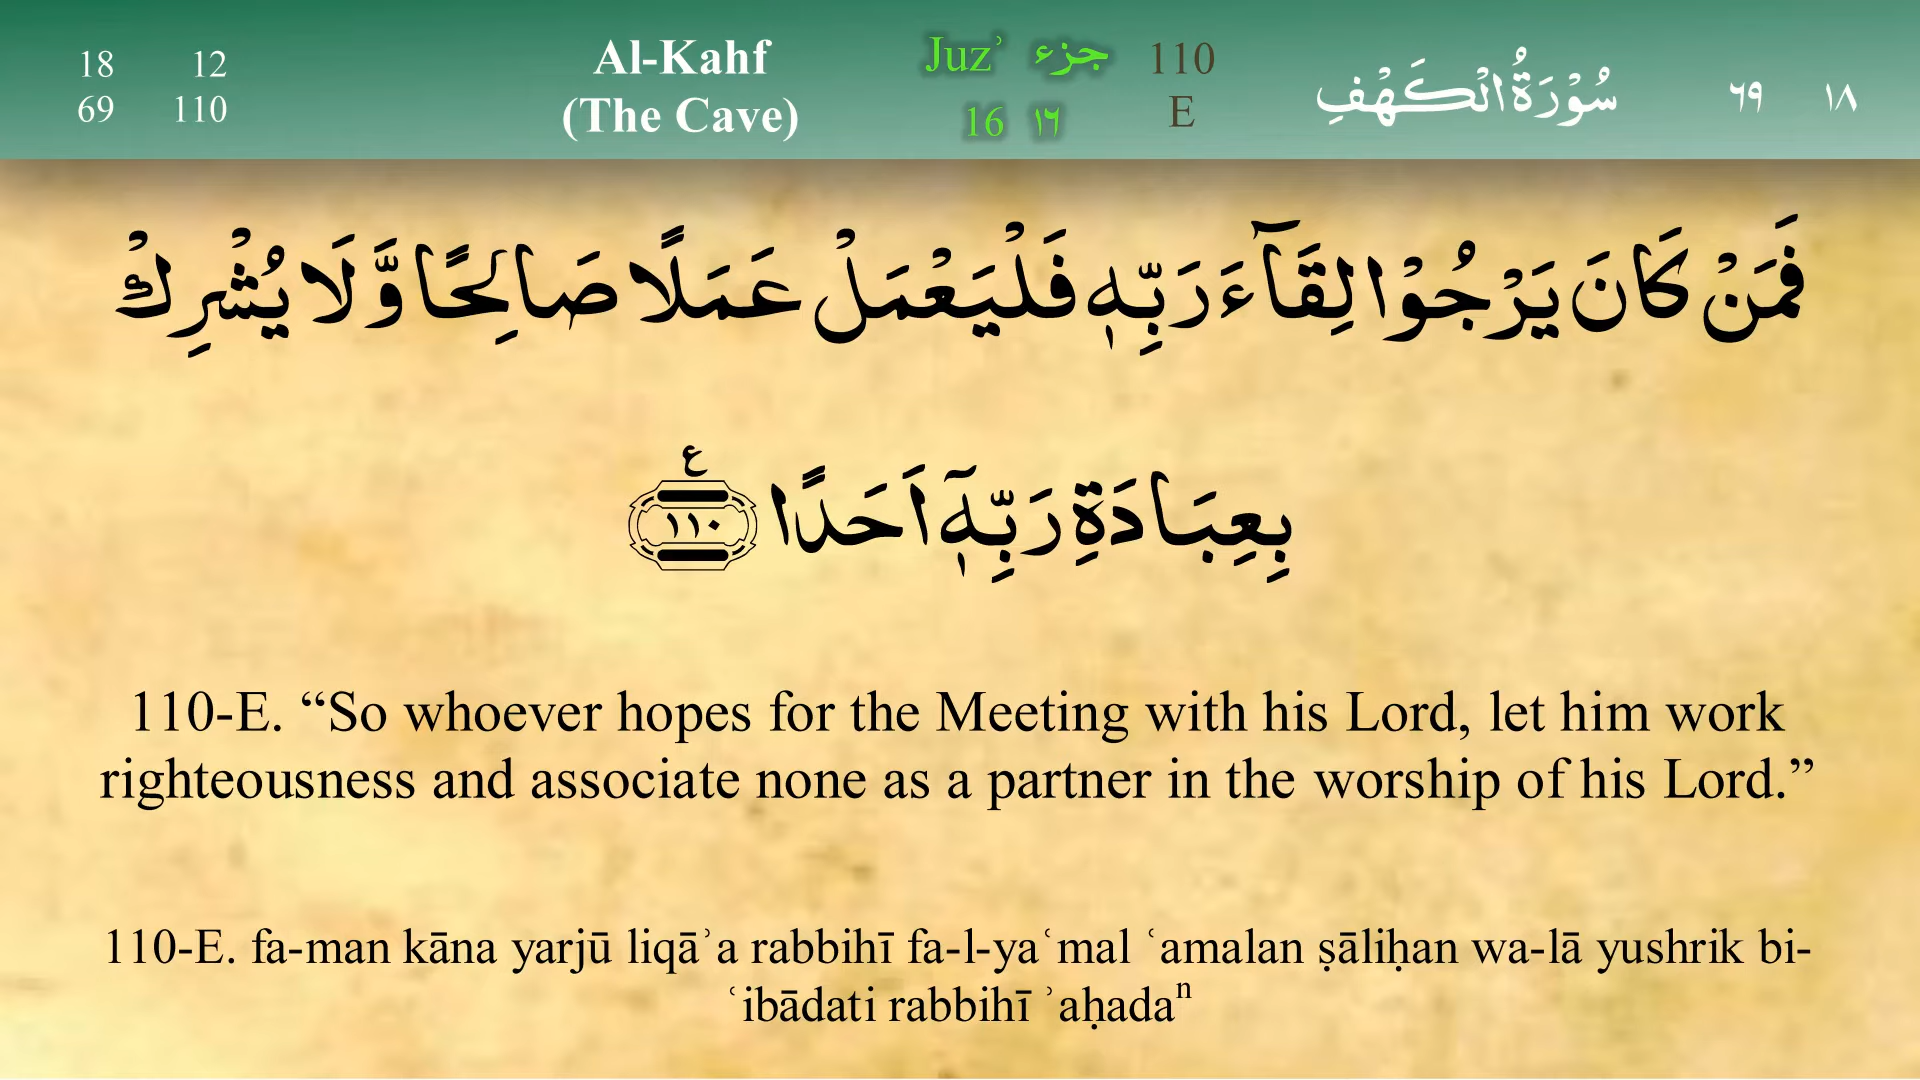 18 12
69 110
Al-Kahf
(The Cave)
Juzʾ جزء
16 ١٦
110
E
سُوْرَةُ الْكَهْفِ
٦٩ ١٨
فَمَنْ كَانَ يَرْجُوْا لِقَآءَ رَبِّهٖ فَلْيَعْمَلْ عَمَلًا صَالِحًا وَّلَا يُشْرِكْ
بِعِبَادَةِ رَبِّهٖۤ اَحَدًا ࣖ ١١٠
110-E. “So whoever hopes for the Meeting with his Lord, let him work
righteousness and associate none as a partner in the worship of his Lord.”
110-E. fa-man kāna yarjū liqāʾa rabbihī fa-l-yaʿmal ʿamalan ṣāliḥan wa-lā yushrik bi-
ʿibādati rabbihī ʾaḥadaⁿ